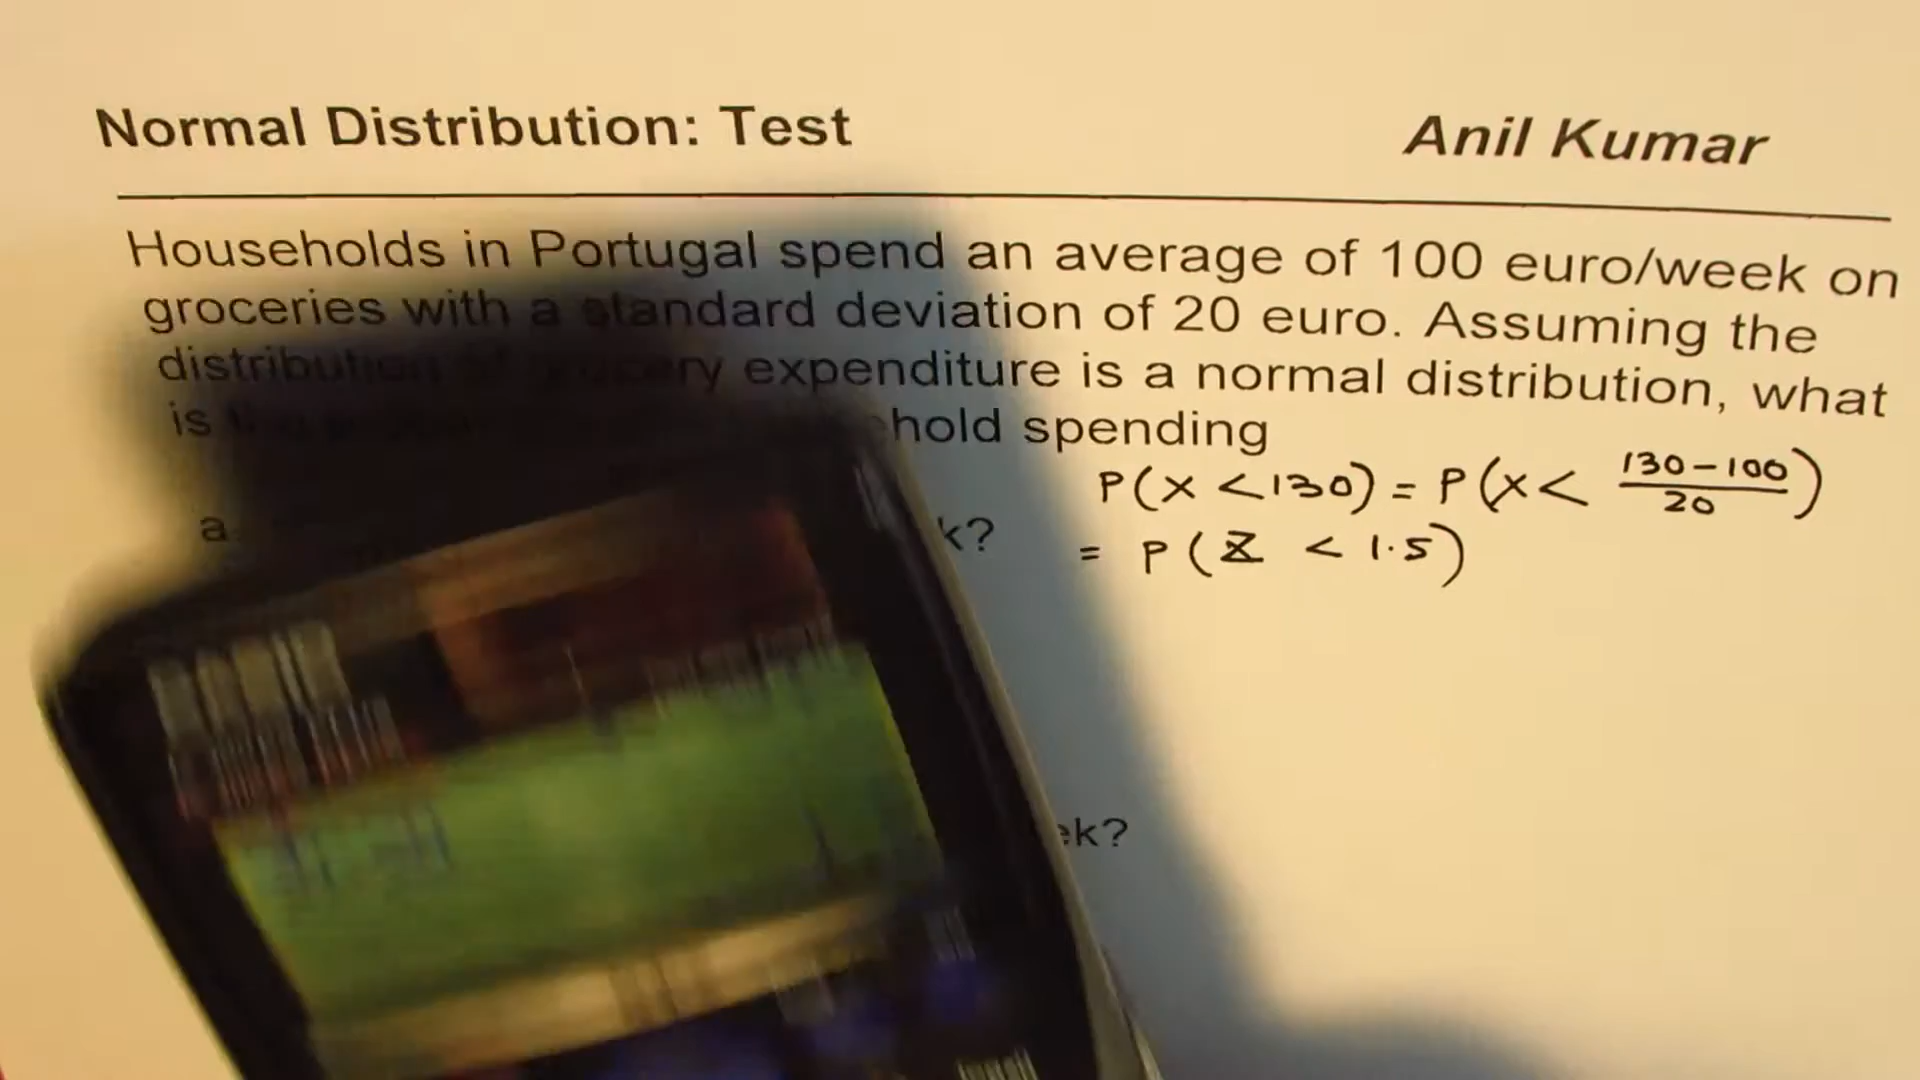 Normal Distribution: Test
Anil Kumar
Households in Portugal spend an average of 100 euro/week on
groceries with a standard deviation of 20 euro. Assuming the
distribution expenditure is a normal distribution, what
is hold spending
P(X <130) = P(X < 130-100/20)
a k?
= P(Z < 1.5)
ek?